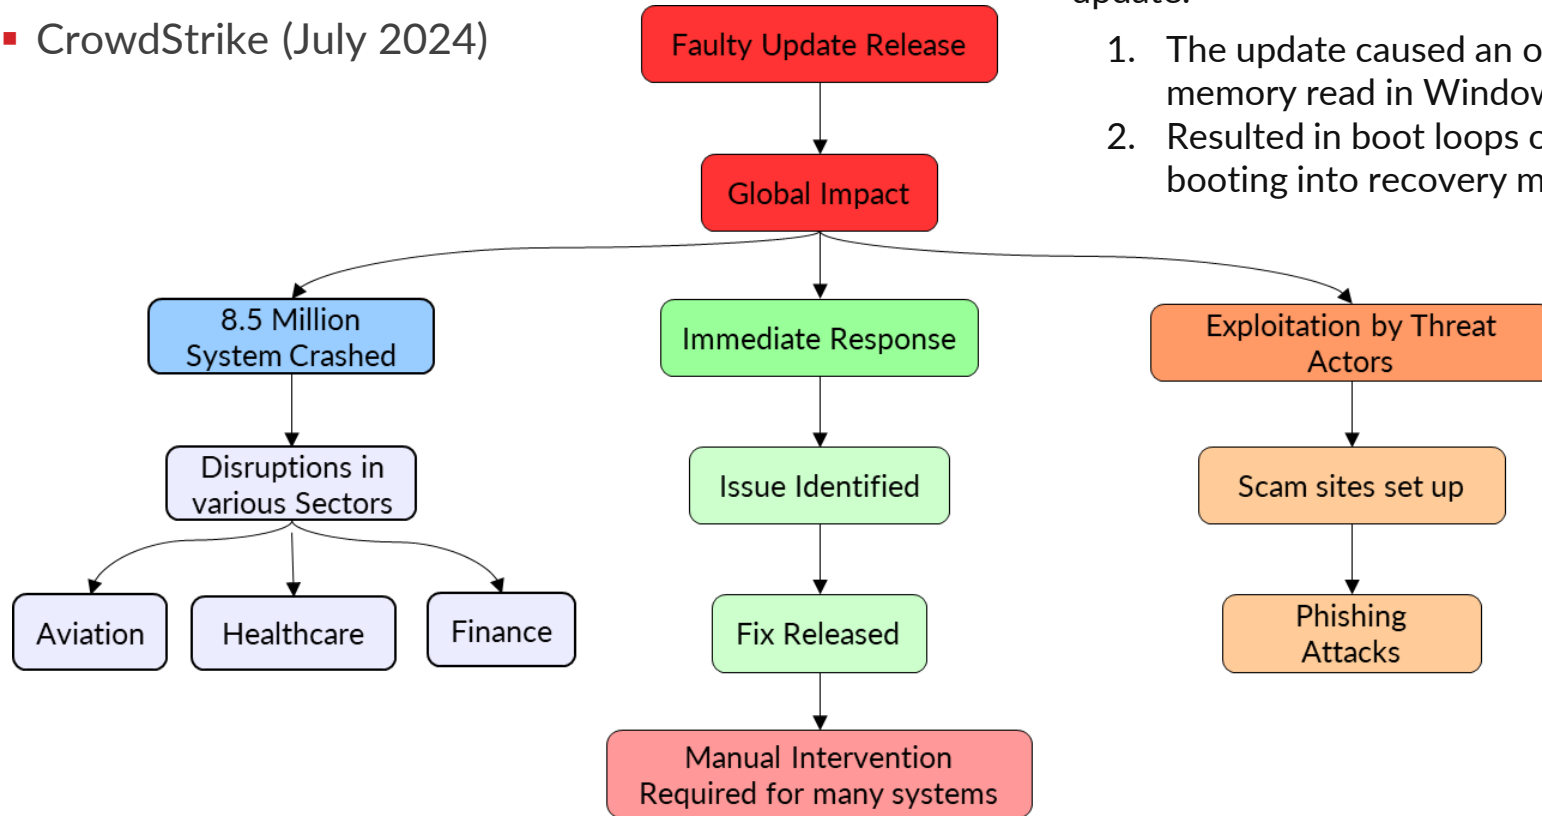 CrowdStrike (July 2024)
update.
1. The update caused an
memory read in
2. Resulted in boot loops
booting into recovery
Faulty Update Release
Global Impact
8.5 Million
System Crashed
Immediate Response
Exploitation by Threat
Actors
Disruptions in
various Sectors
Issue Identified
Scam sites set up
Aviation
Healthcare
Finance
Fix Released
Phishing
Attacks
Manual Intervention
Required for many systems